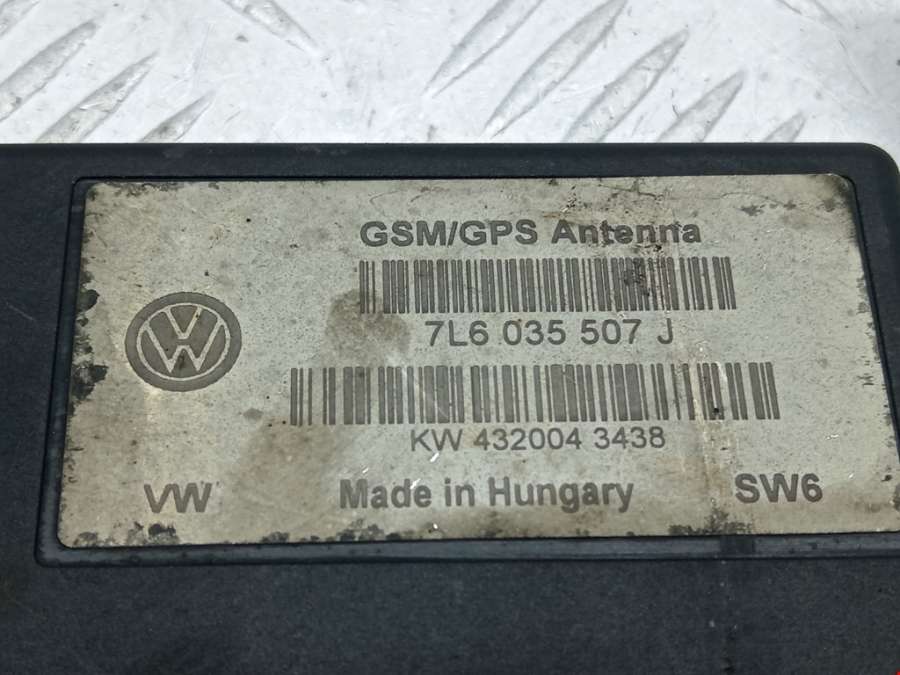 GSM/GPS Antenna
7L6 035 507 J
KW 432004 3438
VW Made in Hungary SW6